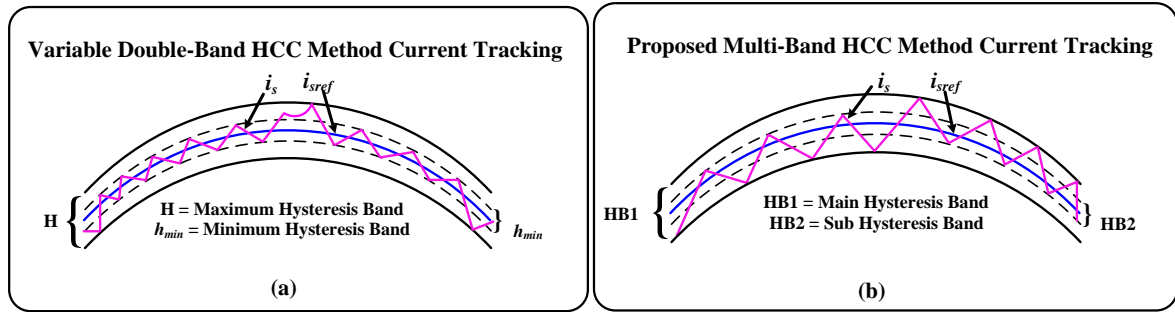 Variable Double-Band HCC Method Current Tracking
i_s
i_sref
H
H = Maximum Hysteresis Band
h_min = Minimum Hysteresis Band
h_min
(a)
Proposed Multi-Band HCC Method Current Tracking
i_s
i_sref
HB1
HB1 = Main Hysteresis Band
HB2 = Sub Hysteresis Band
HB2
(b)